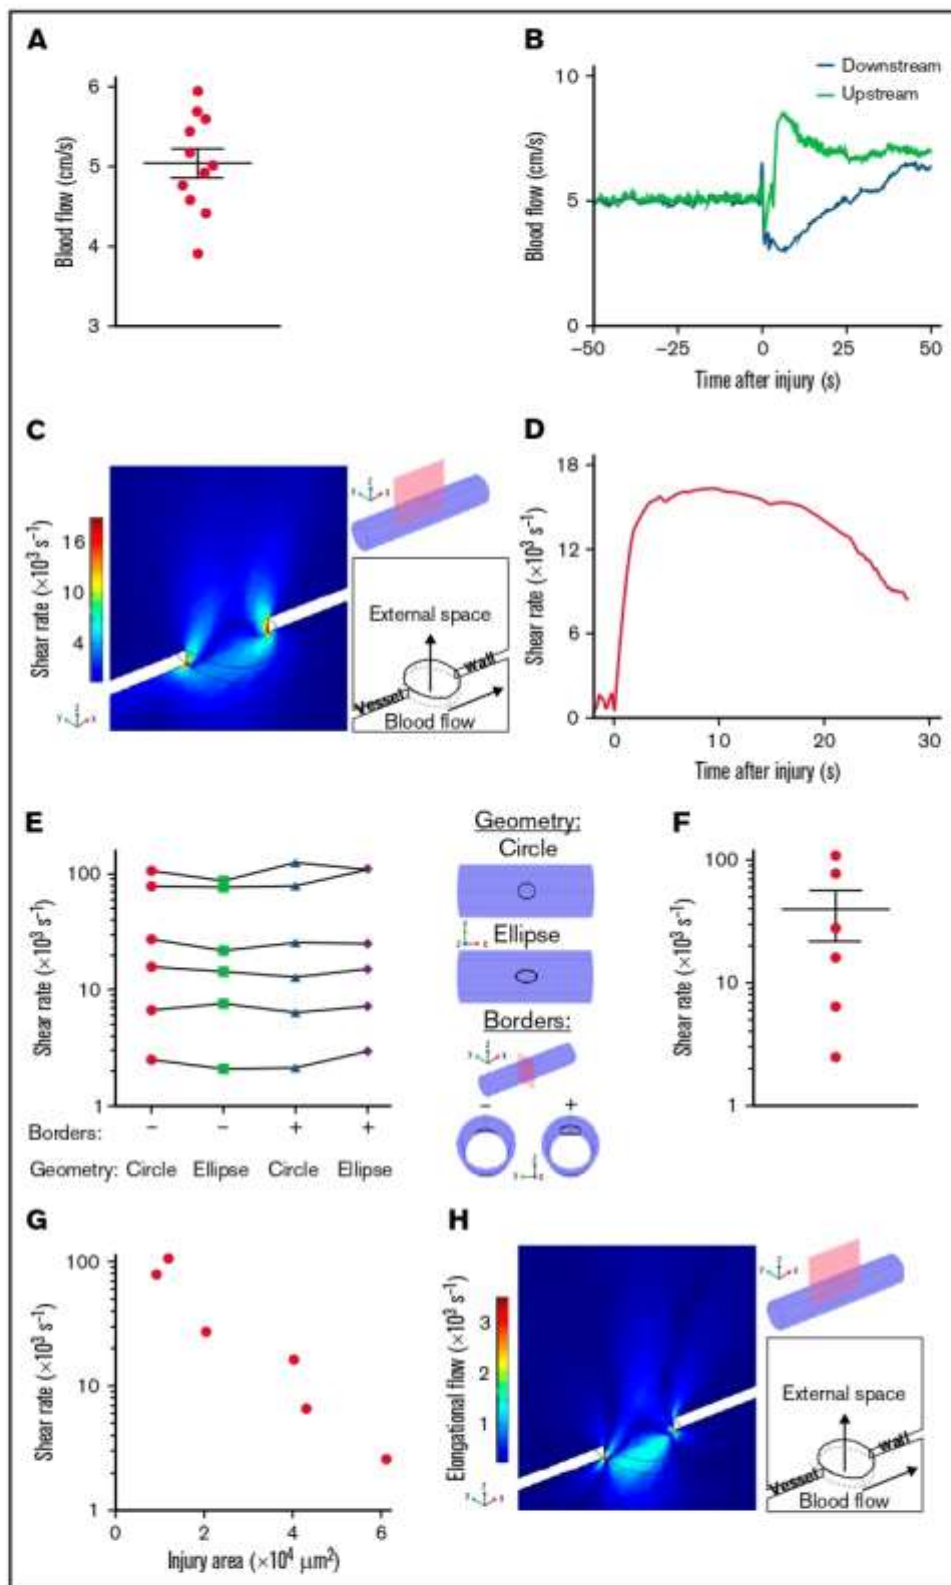 A
Blood flow (cm/s)
6
5
4
3
B
Downstream
Upstream
Blood flow (cm/s)
10
5
0
−50 −25 0 25 50
Time after injury (s)
C
Shear rate (×10³ s⁻¹)
16
10
4
External space
Vessel
Wall
Blood flow
D
Shear rate (×10³ s⁻¹)
18
12
6
0
0 10 20 30
Time after injury (s)
E
Shear rate (×10³ s⁻¹)
100
10
1
Borders: − − + +
Geometry: Circle Ellipse Circle Ellipse
Geometry:
Circle
Ellipse
Borders:
− +
F
Shear rate (×10³ s⁻¹)
100
10
1
G
Shear rate (×10³ s⁻¹)
100
10
1
0 2 4 6
Injury area (×10⁴ μm²)
H
Elongational flow (×10³ s⁻¹)
3
2
1
External space
Vessel
Wall
Blood flow